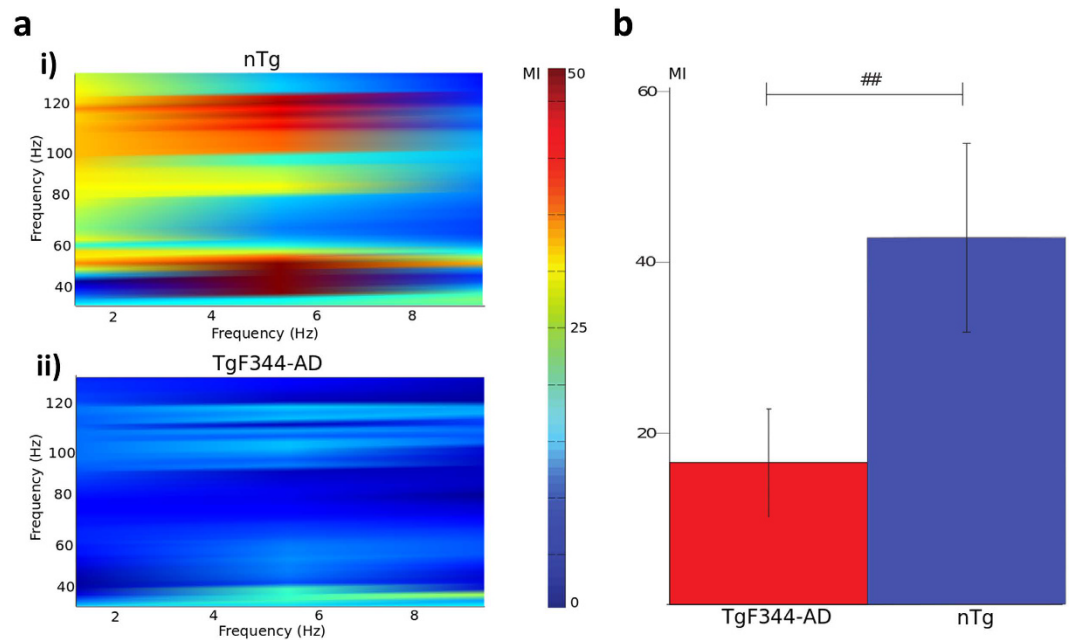 a
b
i)
nTg
Frequency (Hz)
120
100
80
60
40
2 4 6 8
Frequency (Hz)
ii)
TgF344-AD
Frequency (Hz)
120
100
80
60
40
2 4 6 8
Frequency (Hz)
MI
50
25
0
MI
##
60
40
20
TgF344-AD nTg